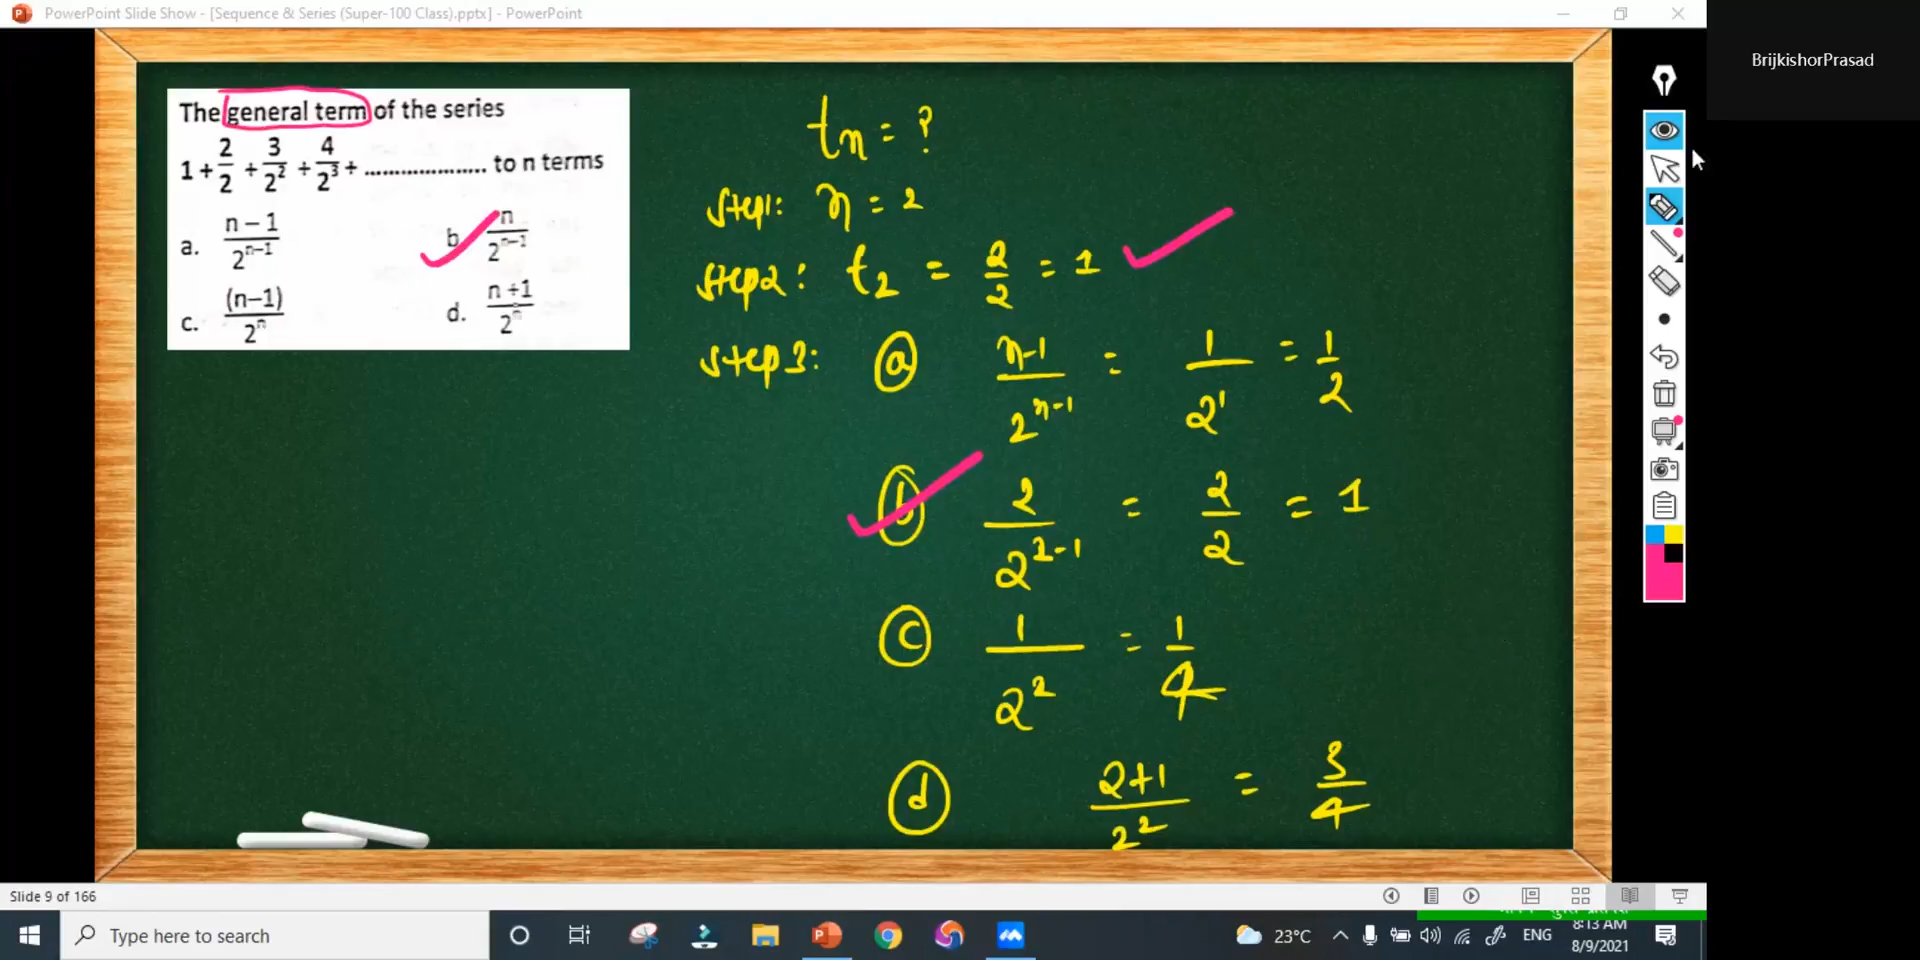 PowerPoint Slide Show - [Sequence & Series (Super-100 Class).pptx] - PowerPoint
BrijkishorPrasad
The general term of the series
1 + 2/2 + 3/2² + 4/2³ + .................... to n terms
a. n – 1/2ⁿ⁻¹ b n/2ⁿ⁻¹
c. (n–1)/2ⁿ d. n +1/2ⁿ
tn = ?
Step1: n = 2
Step2: t2 = 2/2 = 1
Step3: a n-1/2ⁿ⁻¹ = 1/2¹ = 1/2
b 2/2²⁻¹ = 2/2 = 1
c 1/2² = 1/4
d 2+1/2² = 3/4
Slide 9 of 166
Type here to search
23°C
ENG
8:13 AM
8/9/2021